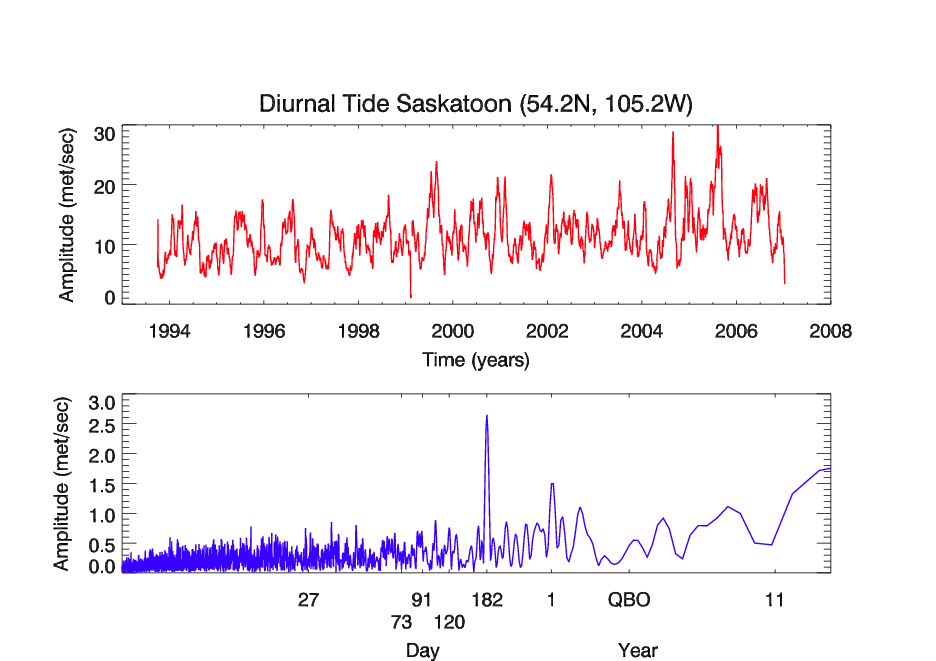 Diurnal Tide Saskatoon (54.2N, 105.2W)
30
20
10
0
Amplitude (met/sec)
1994 1996 1998 2000 2002 2004 2006 2008
Time (years)
3.0
2.5
2.0
1.5
1.0
0.5
0.0
Amplitude (met/sec)
27 91 182 1 QBO 11
73 120
Day Year